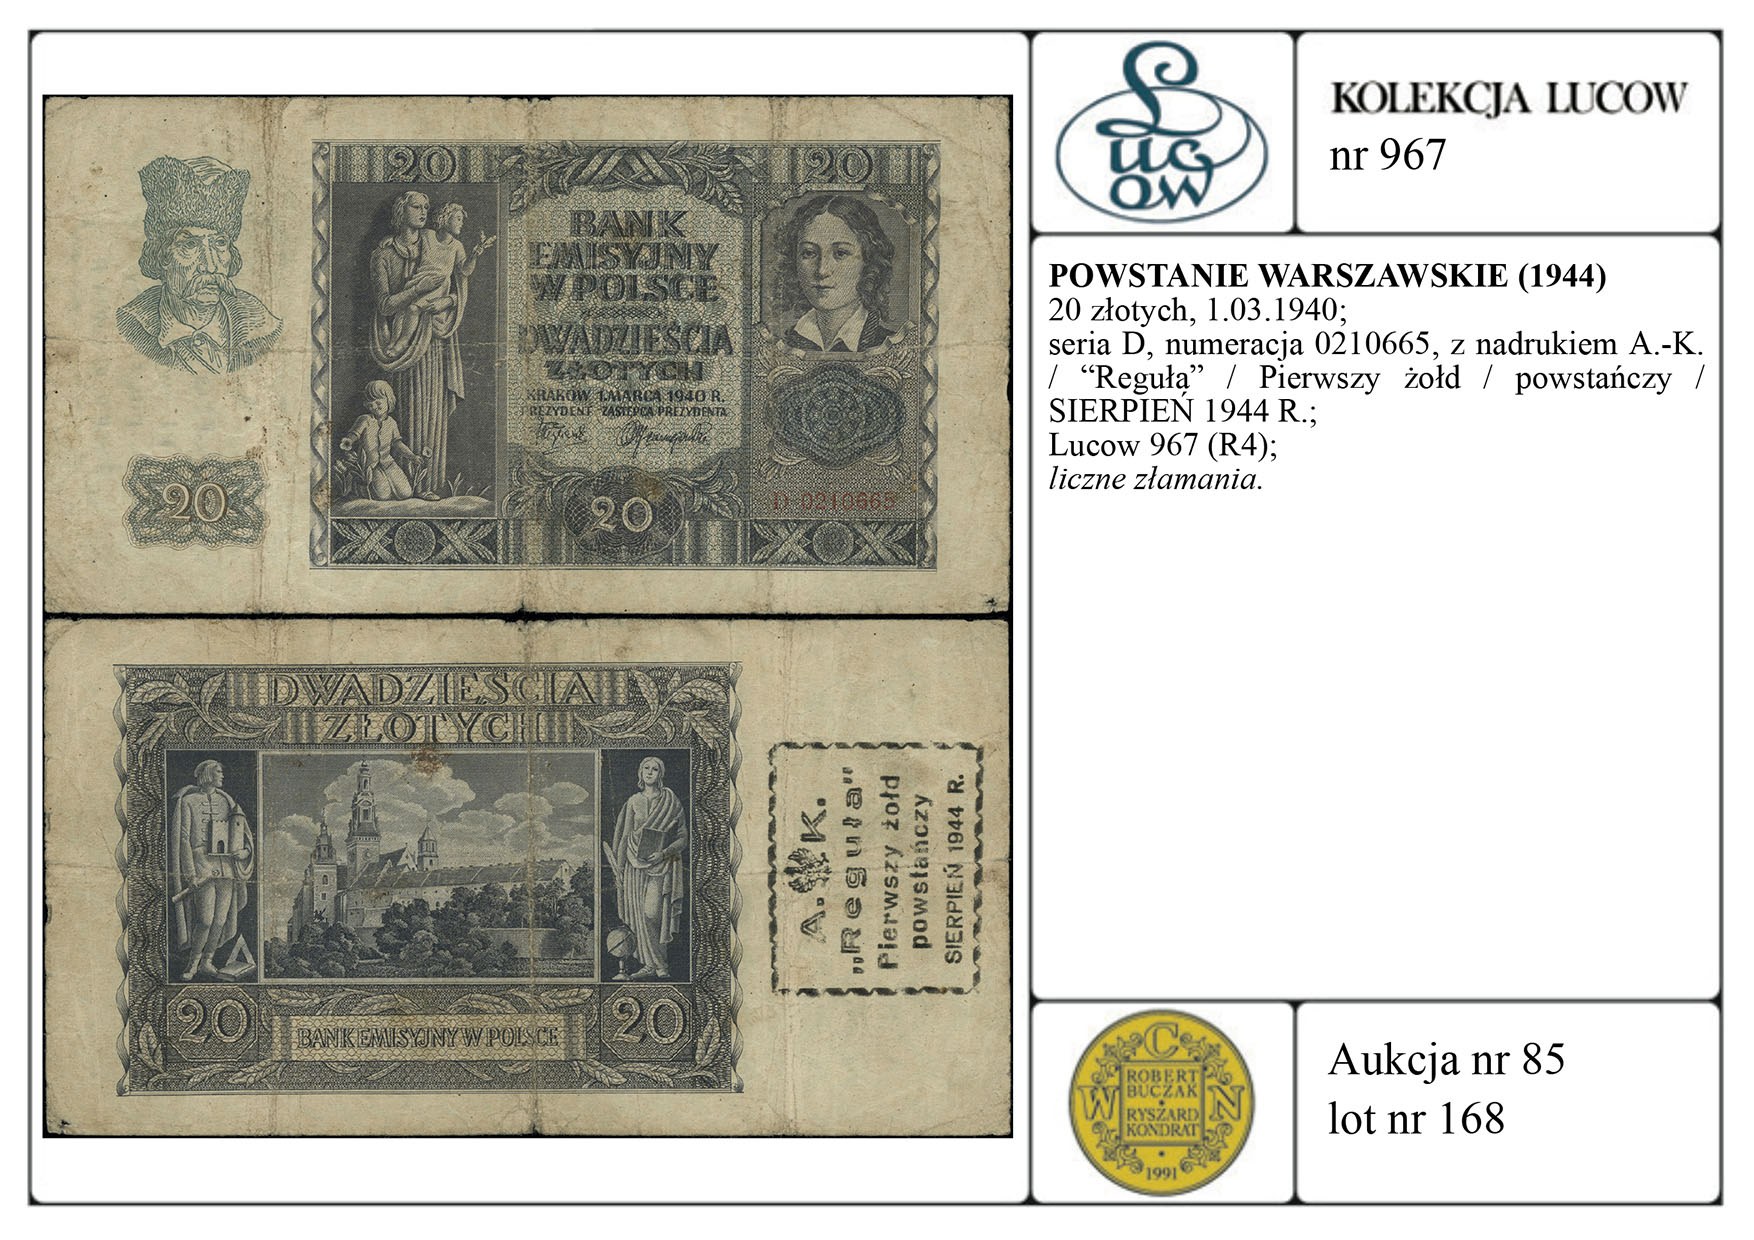 20
20
BANK
EMISYJNY
W POLSCE
DWADZIEŚCIA
ZŁOTYCH
KRAKÓW 1.MARCA 1940 R.
PREZYDENT ZASTĘPCA PREZYDENTA
20
20
D 0210665
DWADZIEŚCIA
ZŁOTYCH
20
20
BANK EMISYJNY W POLSCE
A. K.
„Reguła"
Pierwszy żołd
powstańczy
SIERPIEŃ 1944 R.
Lucow
KOLEKCJA LUCOW
nr 967
POWSTANIE WARSZAWSKIE (1944)
20 złotych, 1.03.1940;
seria D, numeracja 0210665, z nadrukiem A.-K.
/ “Reguła” / Pierwszy żołd / powstańczy /
SIERPIEŃ 1944 R.;
Lucow 967 (R4);
liczne złamania.
W C N
ROBERT
BUCZAK
RYSZARD
KONDRAT
1991
Aukcja nr 85
lot nr 168